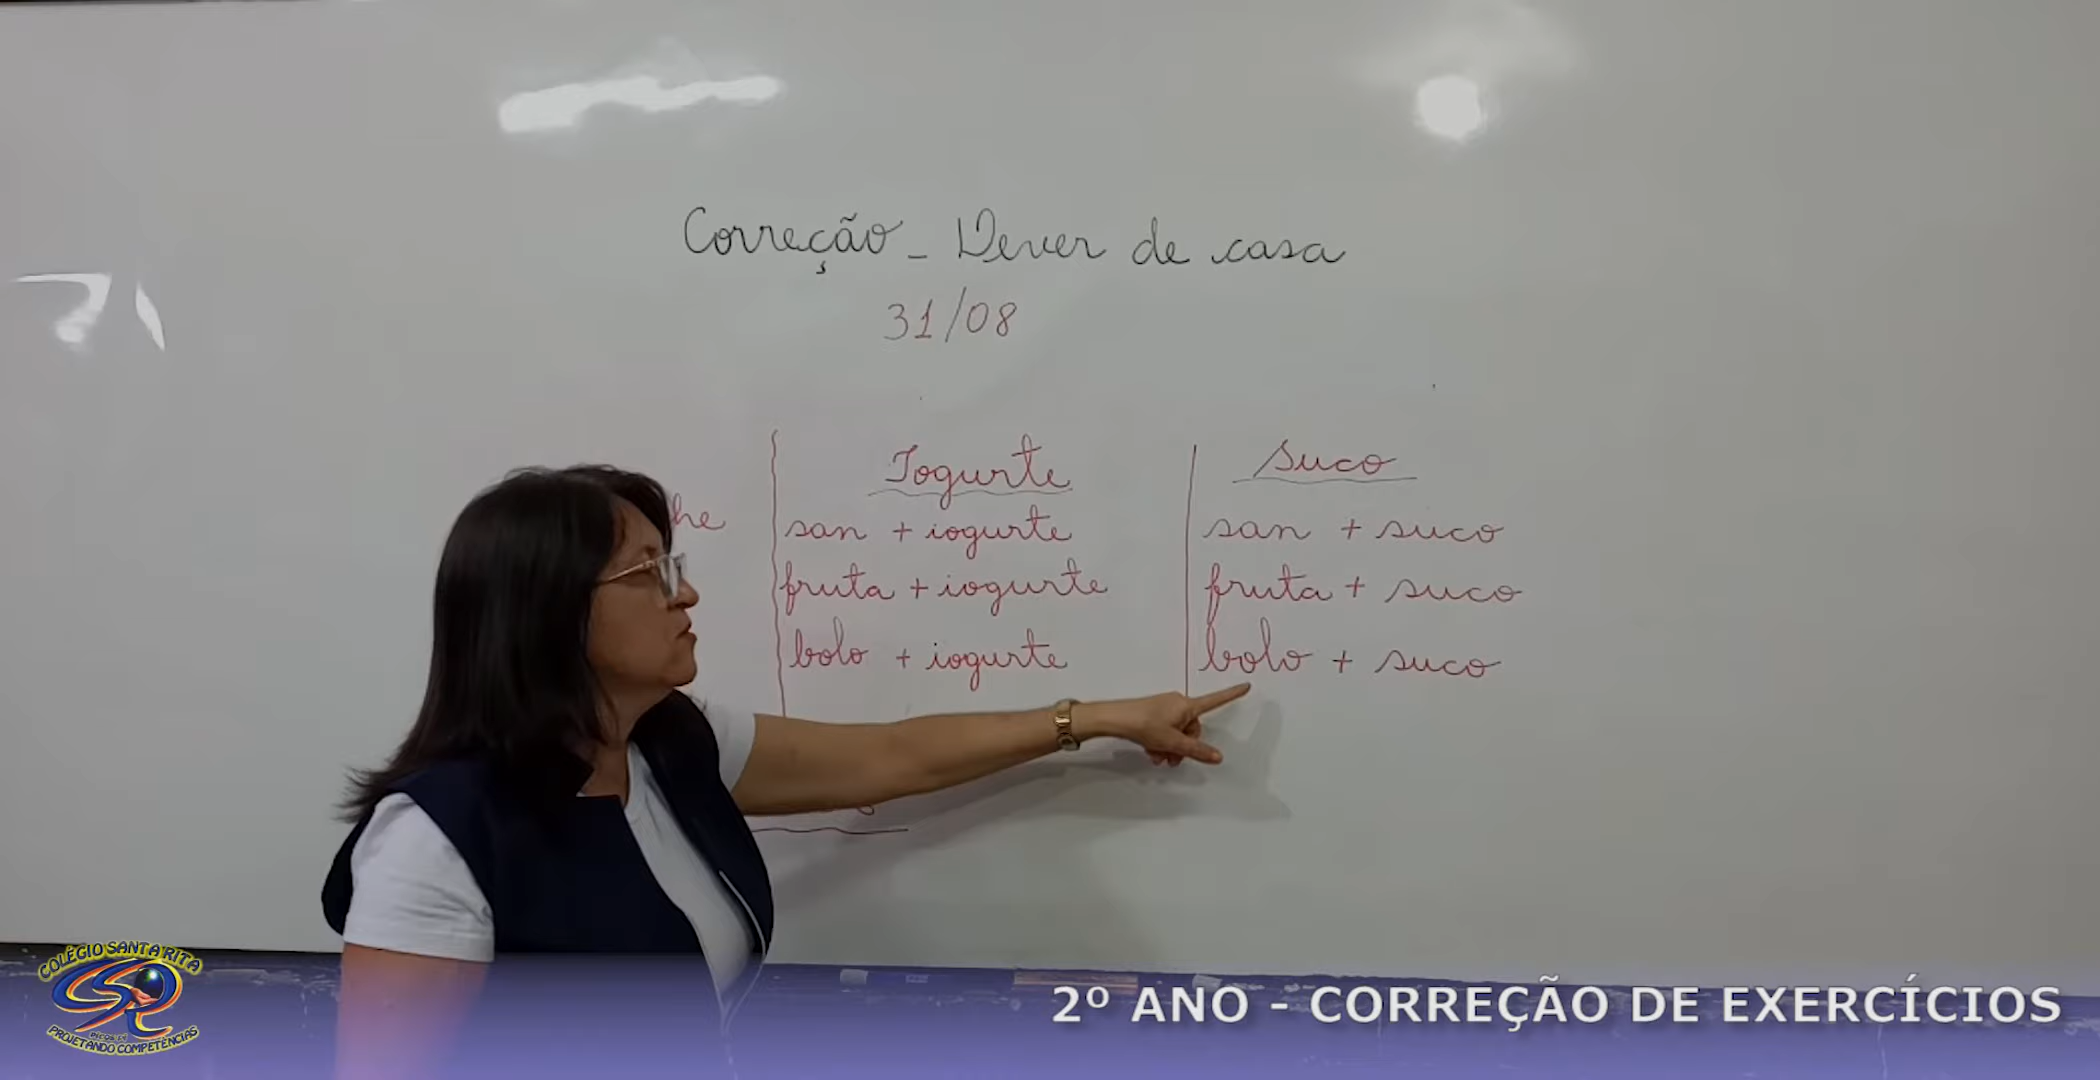 Correção - Dever de casa
31/08
Iogurte
san + iogurte
fruta + iogurte
bolo + iogurte
Suco
san + suco
fruta + suco
bolo + suco
COLÉGIO SANTA RITA
PROJETANDO COMPETÊNCIAS
2º ANO - CORREÇÃO DE EXERCÍCIOS